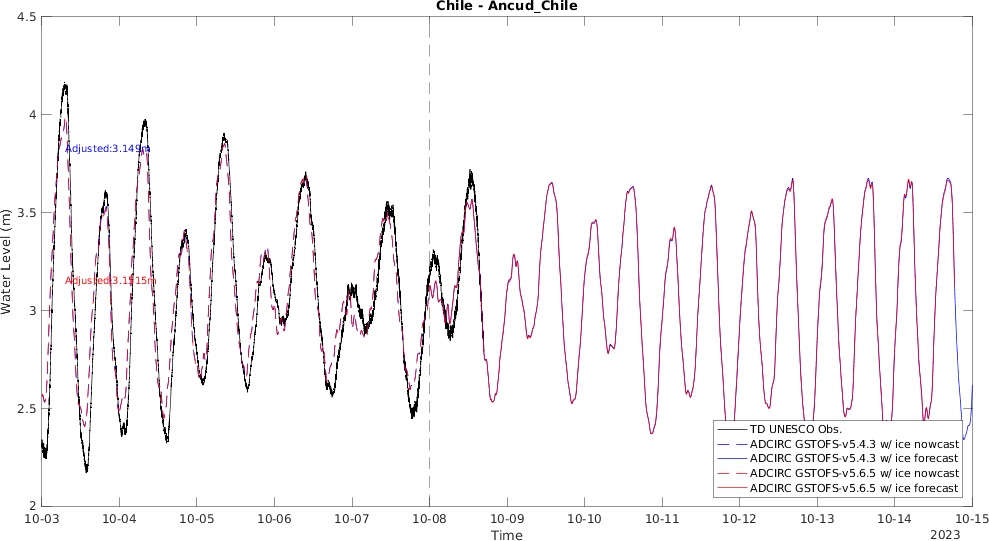 Chile - Ancud_Chile
4.5
4
3.5
3
2.5
2
Water Level (m)
Adjusted:3.149m
Adjusted:3.1515m
TD UNESCO Obs.
ADCIRC GSTOFS-v5.4.3 w/ ice nowcast
ADCIRC GSTOFS-v5.4.3 w/ ice forecast
ADCIRC GSTOFS-v5.6.5 w/ ice nowcast
ADCIRC GSTOFS-v5.6.5 w/ ice forecast
10-03 10-04 10-05 10-06 10-07 10-08 10-09 10-10 10-11 10-12 10-13 10-14 10-15
Time
2023